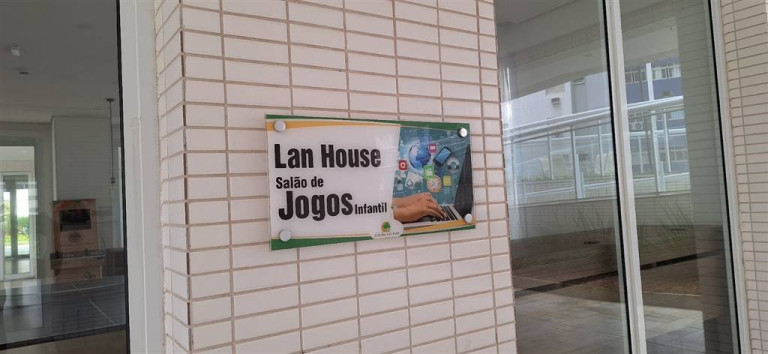 Lan House
Salão de
Jogos Infantil